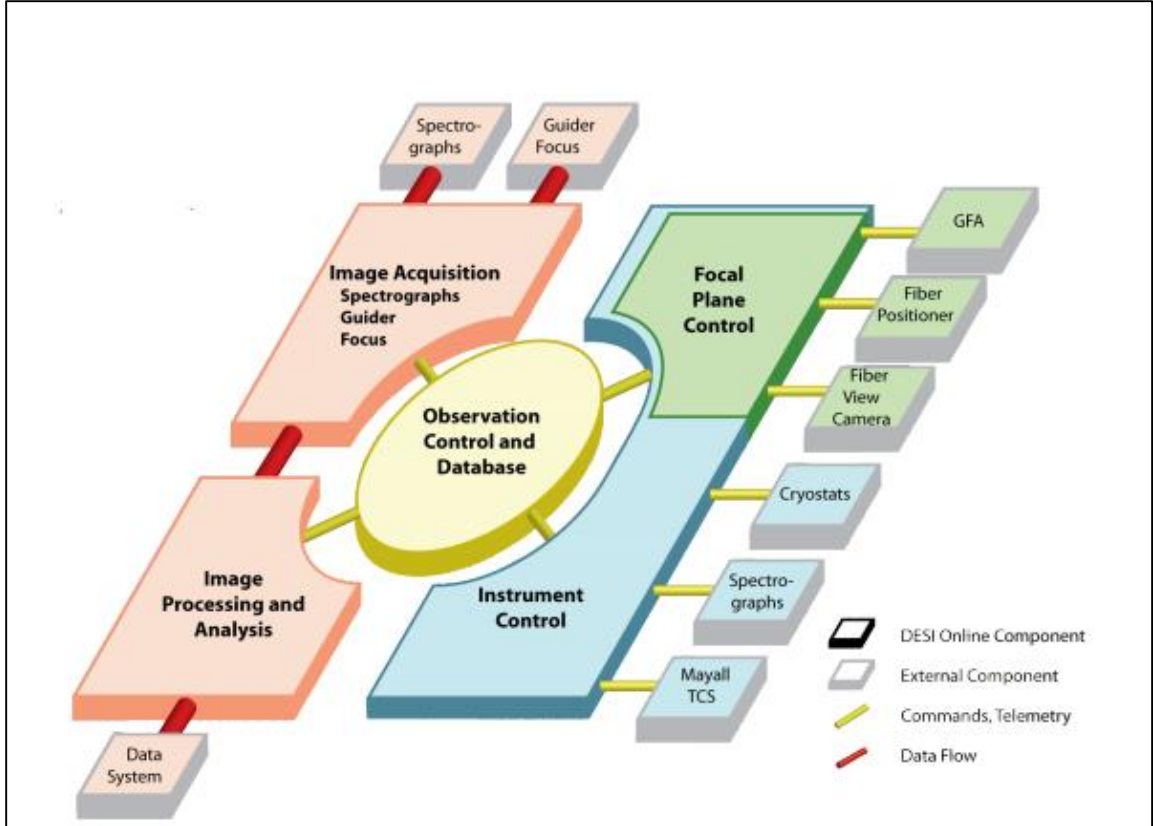 Spectro-
graphs
Guider
Focus
Image Acquisition
Spectrographs
Guider
Focus
Focal
Plane
Control
GFA
Fiber
Positioner
Fiber
View
Camera
Observation
Control and
Database
Cryostats
Image
Processing and
Analysis
Instrument
Control
Spectro-
graphs
Mayall
TCS
Data
System
DESI Online Component
External Component
Commands, Telemetry
Data Flow